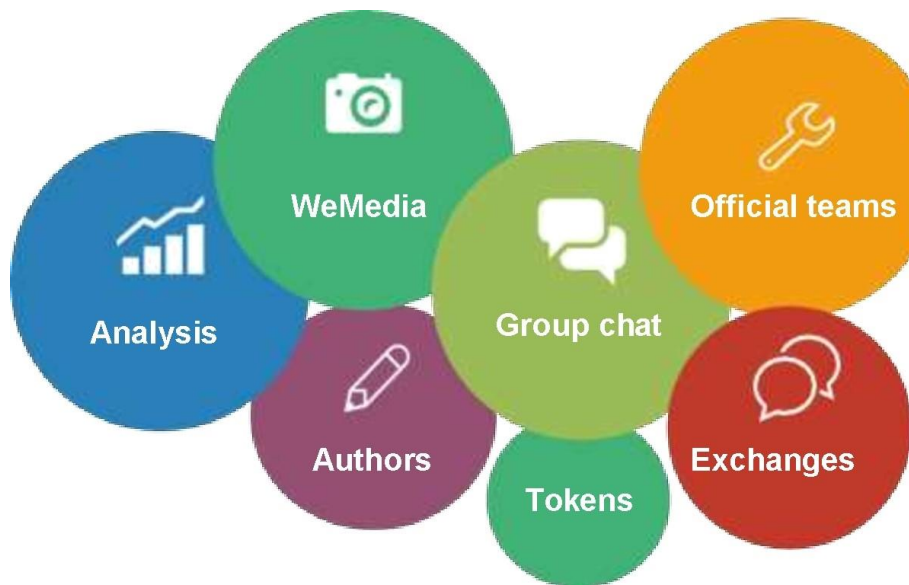 WeMedia
Official teams
Analysis
Group chat
Authors
Exchanges
Tokens